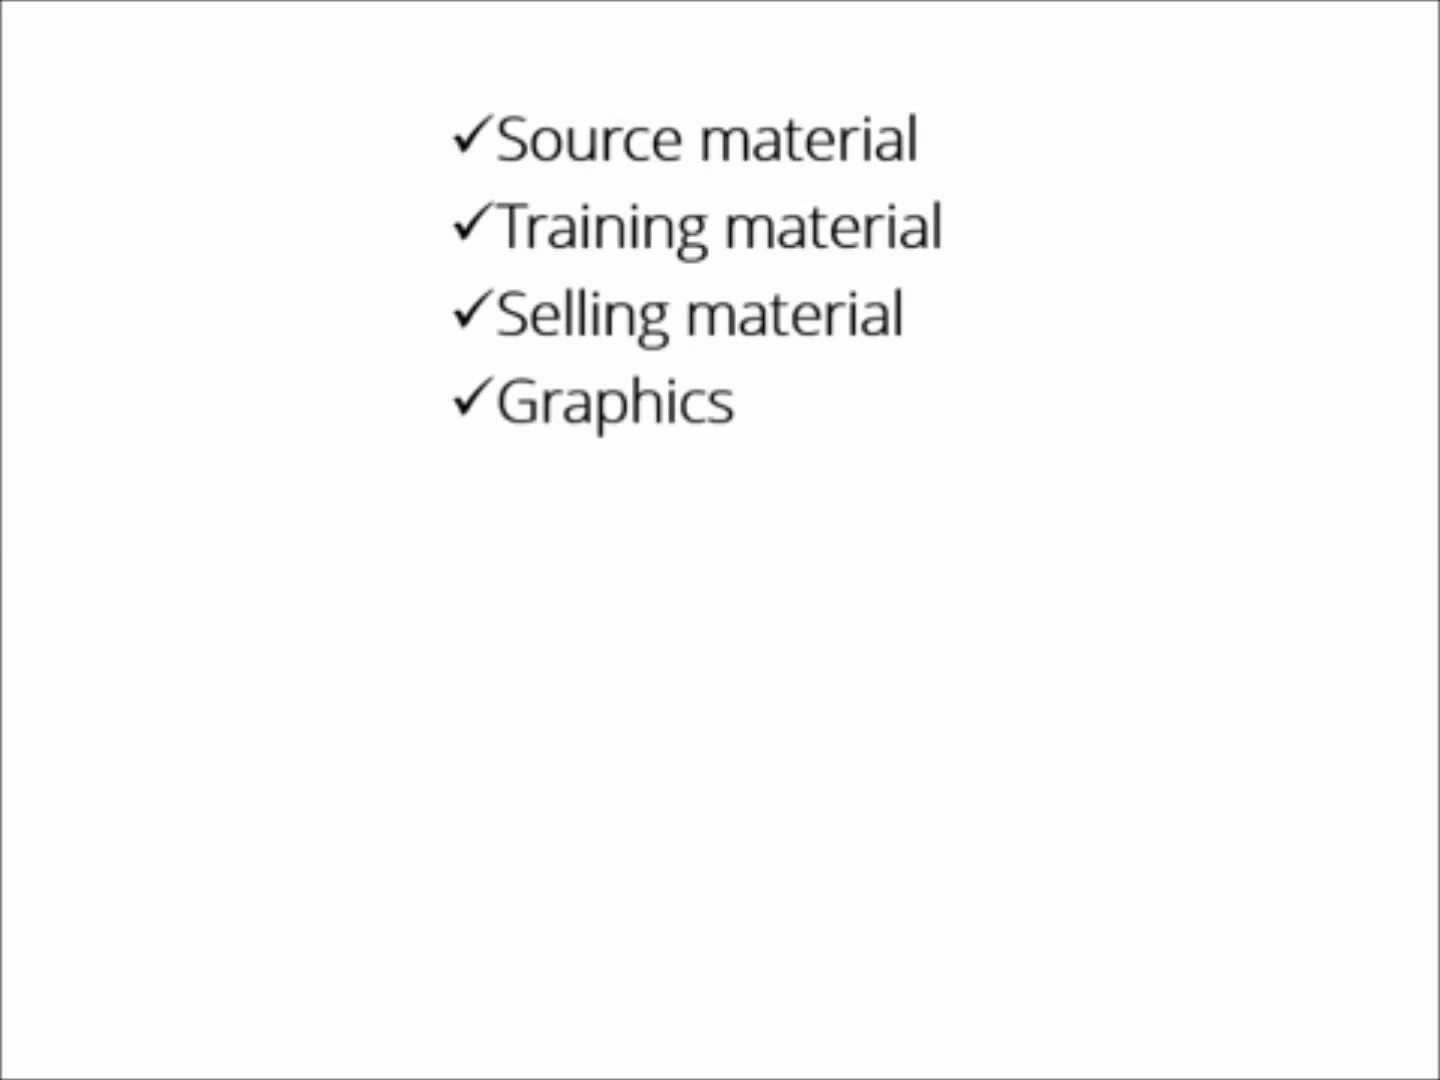 ✓Source material
✓Training material
✓Selling material
✓Graphics